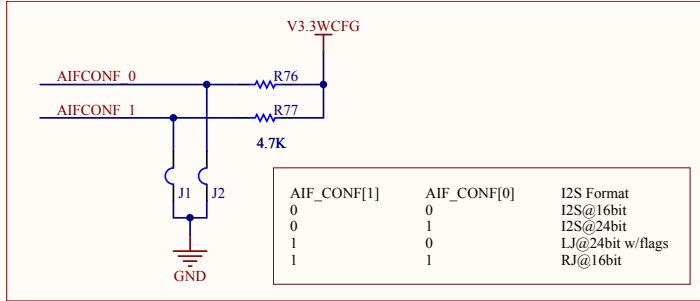 V3.3WCFG
AIFCONF_0
R76
AIFCONF_1
R77
4.7K
J1
J2
GND
AIF_CONF[1] AIF_CONF[0] I2S Format
0 0 I2S@16bit
0 1 I2S@24bit
1 0 LJ@24bit w/flags
1 1 RJ@16bit